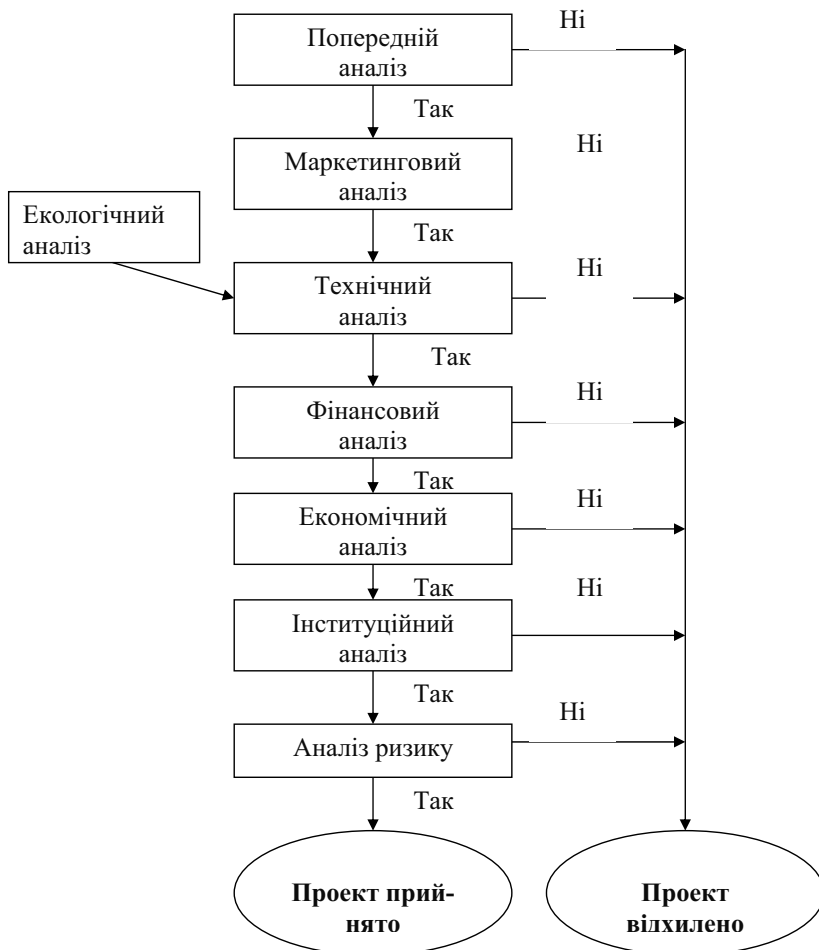 Ні
Попередній
аналіз
Так
Ні
Маркетинговий
аналіз
Екологічний
аналіз
Так
Ні
Технічний
аналіз
Так
Ні
Фінансовий
аналіз
Так
Ні
Економічний
аналіз
Так
Ні
Інституційний
аналіз
Так
Ні
Аналіз ризику
Так
Проект прий-
нято
Проект
відхилено